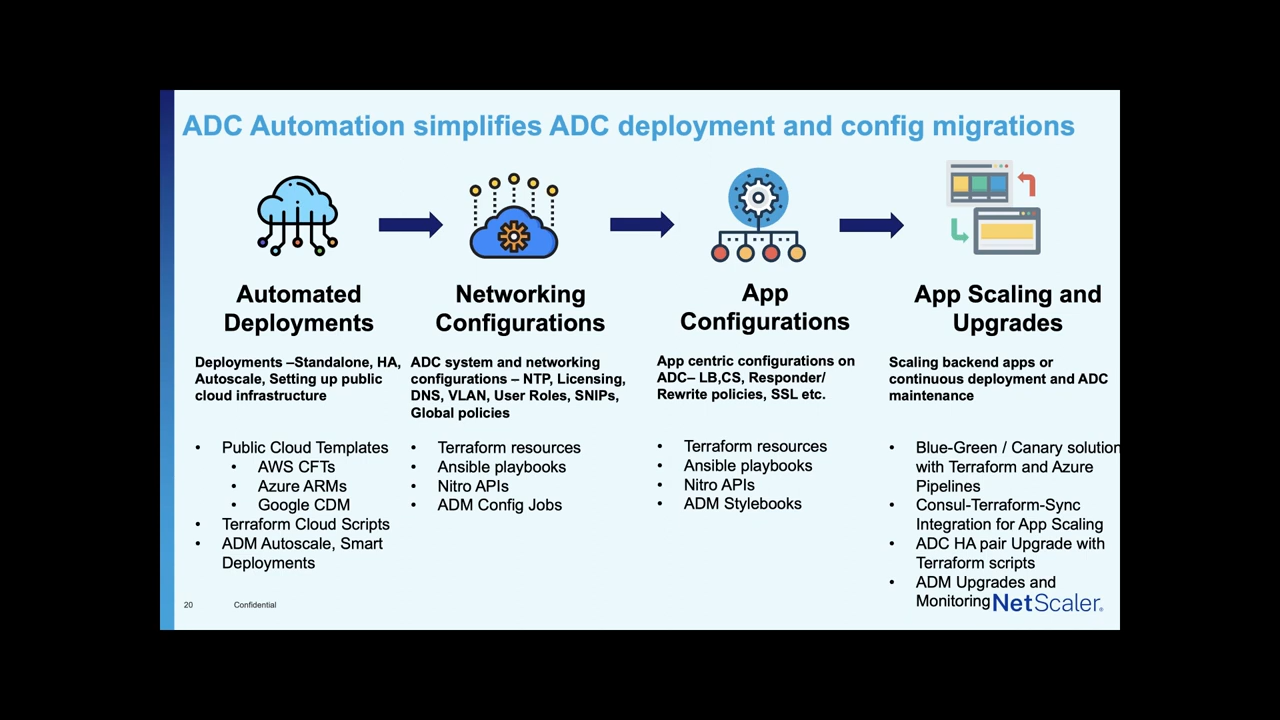 ADC Automation simplifies ADC deployment and config migrations
Automated
Deployments
Deployments –Standalone, HA,
Autoscale, Setting up public
cloud infrastructure
• Public Cloud Templates
• AWS CFTs
• Azure ARMs
• Google CDM
• Terraform Cloud Scripts
• ADM Autoscale, Smart
Deployments
Networking
Configurations
ADC system and networking
configurations – NTP, Licensing,
DNS, VLAN, User Roles, SNIPs,
Global policies
• Terraform resources
• Ansible playbooks
• Nitro APIs
• ADM Config Jobs
App
Configurations
App centric configurations on
ADC– LB,CS, Responder/
Rewrite policies, SSL etc.
• Terraform resources
• Ansible playbooks
• Nitro APIs
• ADM Stylebooks
App Scaling and
Upgrades
Scaling backend apps or
continuous deployment and ADC
maintenance
• Blue-Green / Canary solution
with Terraform and Azure
Pipelines
• Consul-Terraform-Sync
Integration for App Scaling
• ADC HA pair Upgrade with
Terraform scripts
• ADM Upgrades and
Monitoring
20 Confidential
NetScaler®